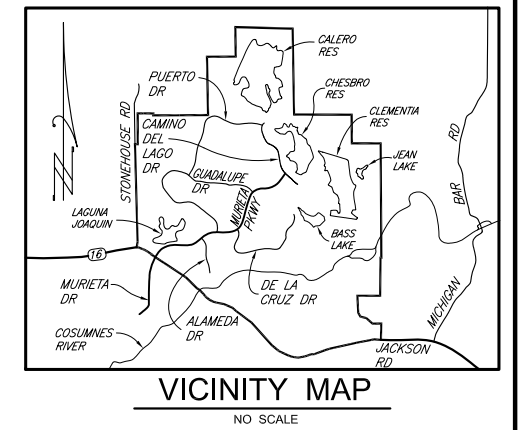 CALERO
RES
PUERTO
DR
CHESBRO
RES
STONEHOUSE RD
CAMINO
DEL
LAGO
DR
CLEMENTIA
RES
BAR RD
GUADALUPE
DR
JEAN
LAKE
N
MURIETA
PKWY
LAGUNA
JOAQUIN
BASS
LAKE
16
MURIETA
DR
DE LA
CRUZ DR
MICHIGAN
COSUMNES
RIVER
ALAMEDA
DR
JACKSON
RD
VICINITY MAP
NO SCALE